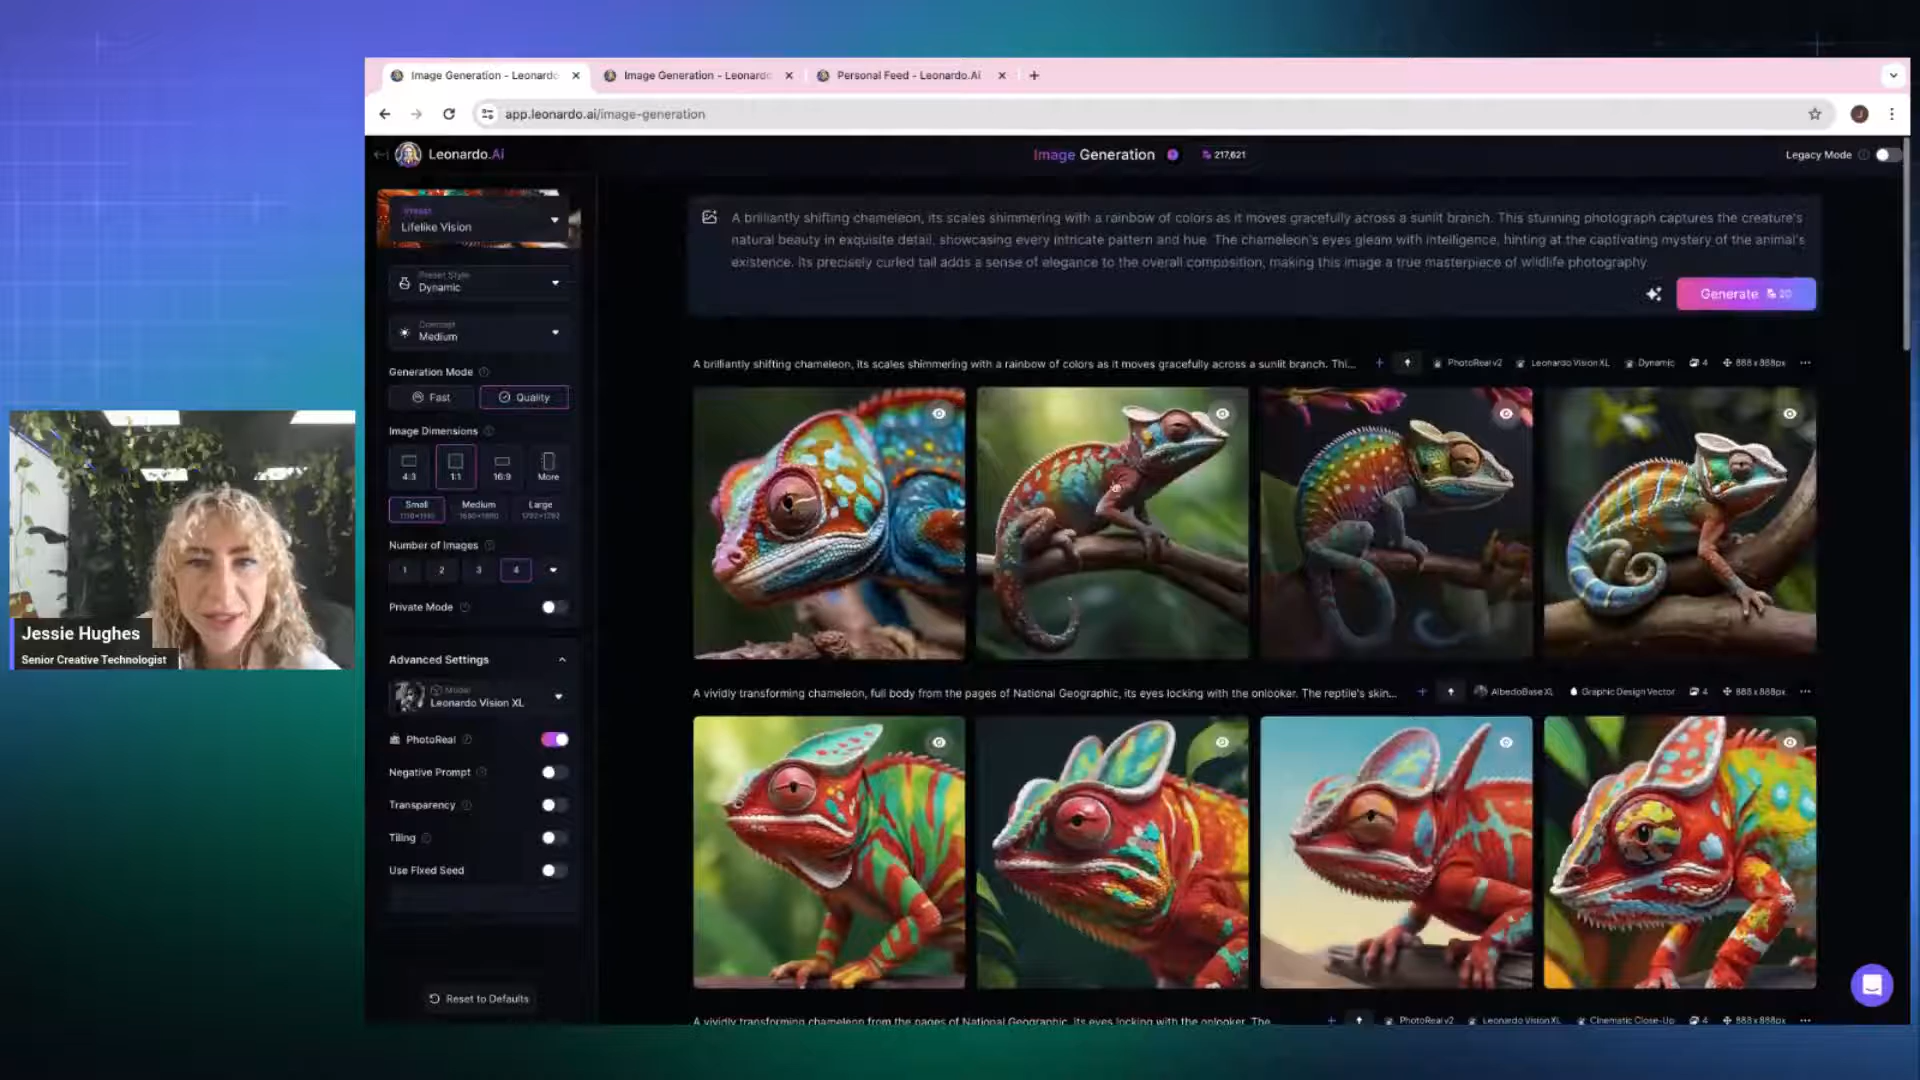 Image Generation - Leonardo
Image Generation - Leonardo
Personal Feed - Leonardo.Ai
app.leonardo.ai/image-generation
J
Leonardo.Ai
Image Generation
217,621
Legacy Mode
Preset
Lifelike Vision
Preset Style
Dynamic
Contrast
Medium
Generation Mode
Fast
Quality
Image Dimensions
4:3
1:1
16:9
More
Small
Medium
Large
Number of Images
1
2
3
4
Private Mode
Advanced Settings
Model
Leonardo Vision XL
PhotoReal
Negative Prompt
Transparency
Tiling
Use Fixed Seed
Reset to Defaults
A brilliantly shifting chameleon, its scales shimmering with a rainbow of colors as it moves gracefully across a sunlit branch. This stunning photograph captures the creature's
natural beauty in exquisite detail, showcasing every intricate pattern and hue. The chameleon's eyes gleam with intelligence, hinting at the captivating mystery of the animal's
existence. Its precisely curled tail adds a sense of elegance to the overall composition, making this image a true masterpiece of wildlife photography.
Generate 20
A brilliantly shifting chameleon, its scales shimmering with a rainbow of colors as it moves gracefully across a sunlit branch. Thi...
PhotoReal v2
Leonardo Vision XL
Dynamic
4
888 x 888px
A vividly transforming chameleon, full body from the pages of National Geographic, its eyes locking with the onlooker. The reptile's skin...
AlbedoBase XL
Graphic Design Vector
4
888 x 888px
A vividly transforming chameleon from the pages of National Geographic, its eyes locking with the onlooker. The
PhotoReal v2
Leonardo Vision XL
Cinematic Close-Up
4
888 x 888px
Jessie Hughes
Senior Creative Technologist